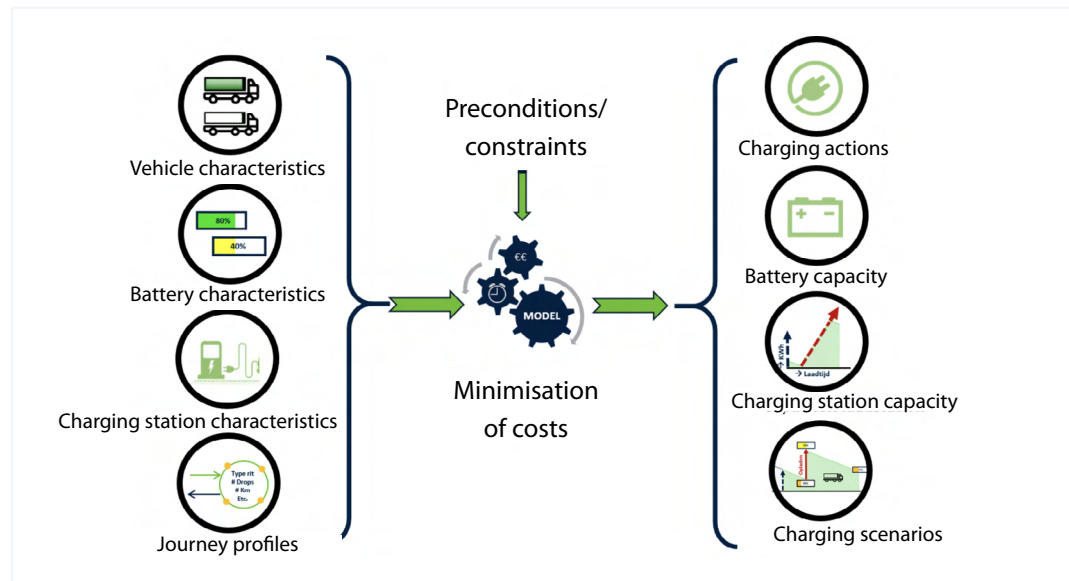 Vehicle characteristics
80%
40%
Battery characteristics
Charging station characteristics
Type rit
# Drops
# Km
Etc.
Journey profiles
Preconditions/
constraints
€€
MODEL
Minimisation
of costs
Charging actions
+ -
Battery capacity
→ KWh
→ Laadtijd
Charging station capacity
Opladen
Charging scenarios